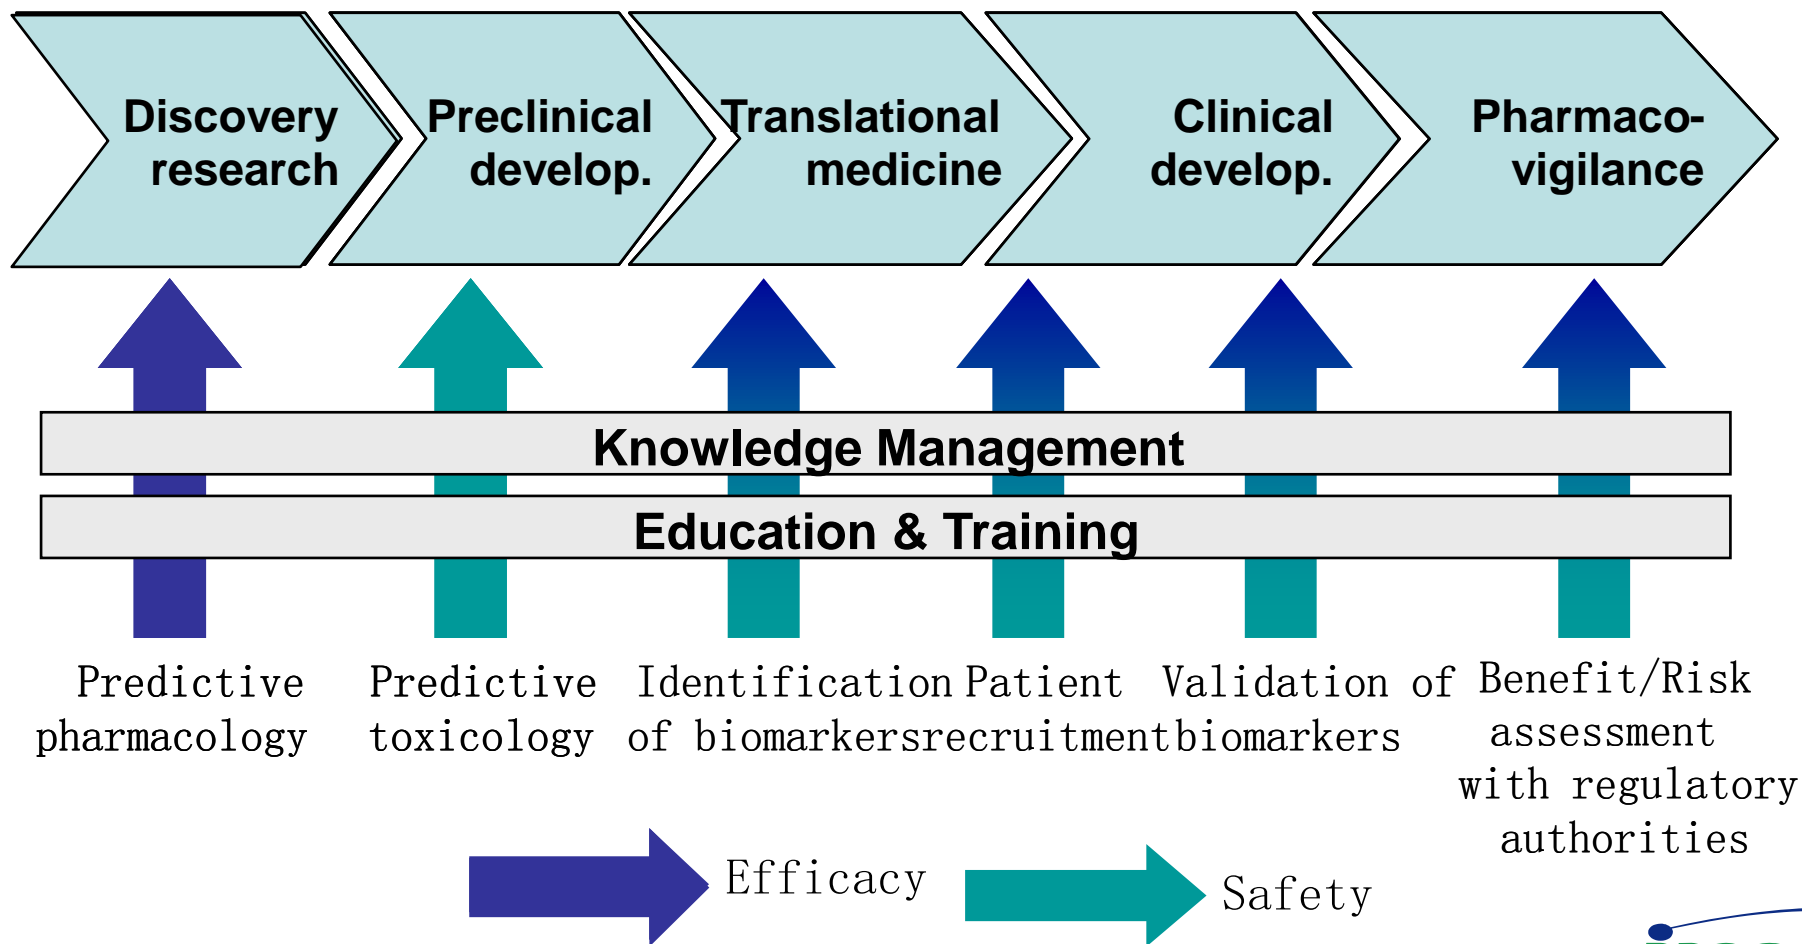 Discovery
research
Preclinical
develop.
Translational
medicine
Clinical
develop.
Pharmaco-
vigilance
Knowledge Management
Education & Training
Predictive
pharmacology
Predictive
toxicology
Identification
of biomarkers
Patient
recruitment
Validation of
biomarkers
Benefit/Risk
assessment
with regulatory
authorities
Efficacy
Safety